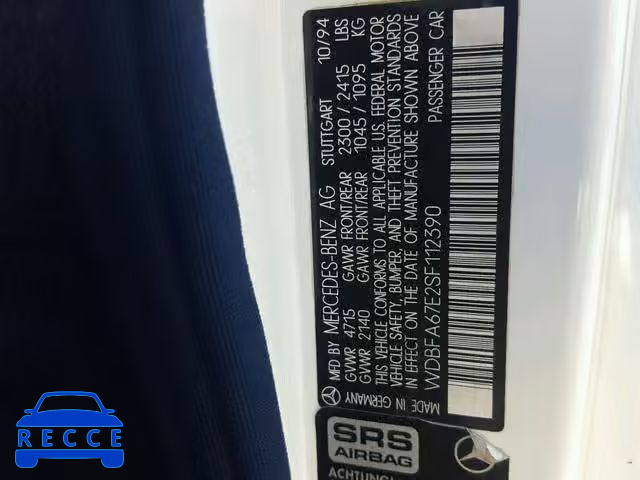 MFD BY MERCEDES-BENZ AG STUTTGART 10/94
GVWR 4715 GAWR FRONT/REAR 2300 / 2415 LBS
GVWR 2140 GAWR FRONT/REAR 1045 / 1095 KG
THIS VEHICLE CONFORMS TO ALL APPLICABLE U.S. FEDERAL MOTOR
VEHICLE SAFETY, BUMPER, AND THEFT PREVENTION STANDARDS
IN EFFECT ON THE DATE OF MANUFACTURE SHOWN ABOVE
WDBFA67E2SF112390 PASSENGER CAR
MADE IN GERMANY
SRS
AIRBAG
ACHTUNG
RECCE